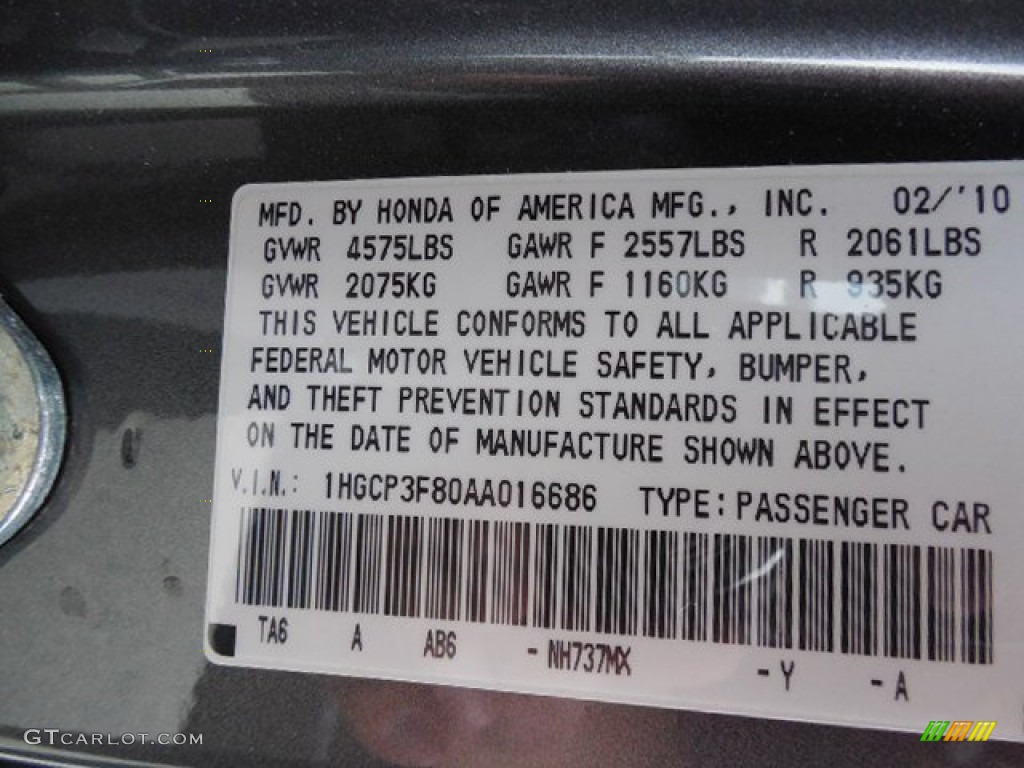 MFD. BY HONDA OF AMERICA MFG., INC. 02/'10
GVWR 4575LBS GAWR F 2557LBS R 2061LBS
GVWR 2075KG GAWR F 1160KG R 935KG
THIS VEHICLE CONFORMS TO ALL APPLICABLE
FEDERAL MOTOR VEHICLE SAFETY, BUMPER,
AND THEFT PREVENTION STANDARDS IN EFFECT
ON THE DATE OF MANUFACTURE SHOWN ABOVE.
V.I.N.: 1HGCP3F80AA016686 TYPE: PASSENGER CAR
TA6 A AB6 -NH737MX -Y -A
GTCARLOT.COM